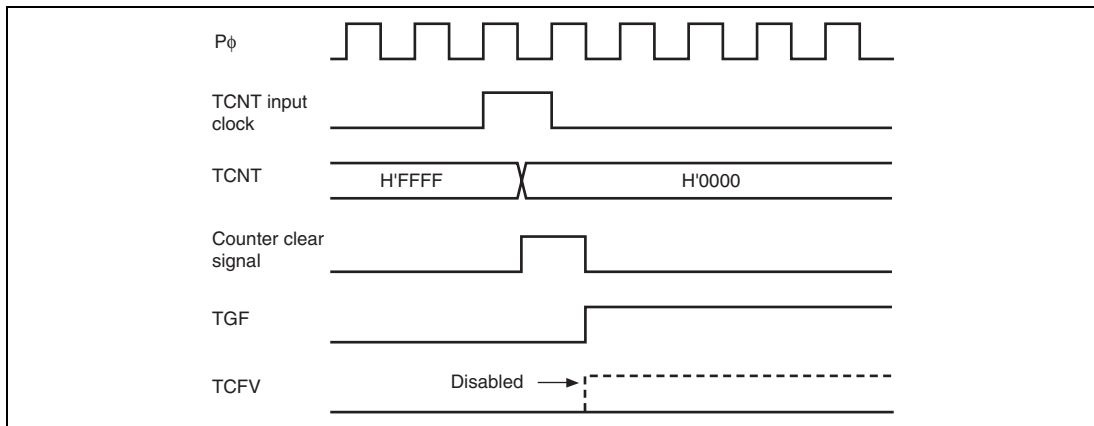 Pϕ
TCNT input
clock
TCNT
H'FFFF
H'0000
Counter clear
signal
TGF
TCFV
Disabled